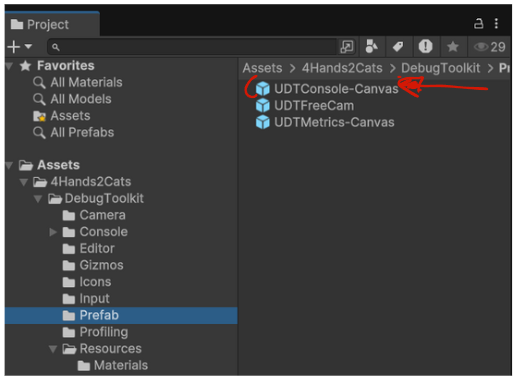 Project
29
Favorites
All Materials
All Models
Assets
All Prefabs
Assets
4Hands2Cats
DebugToolkit
Camera
Console
Editor
Gizmos
Icons
Input
Prefab
Profiling
Resources
Materials
Assets > 4Hands2Cats > DebugToolkit > Pr
UDTConsole-Canvas
UDTFreeCam
UDTMetrics-Canvas